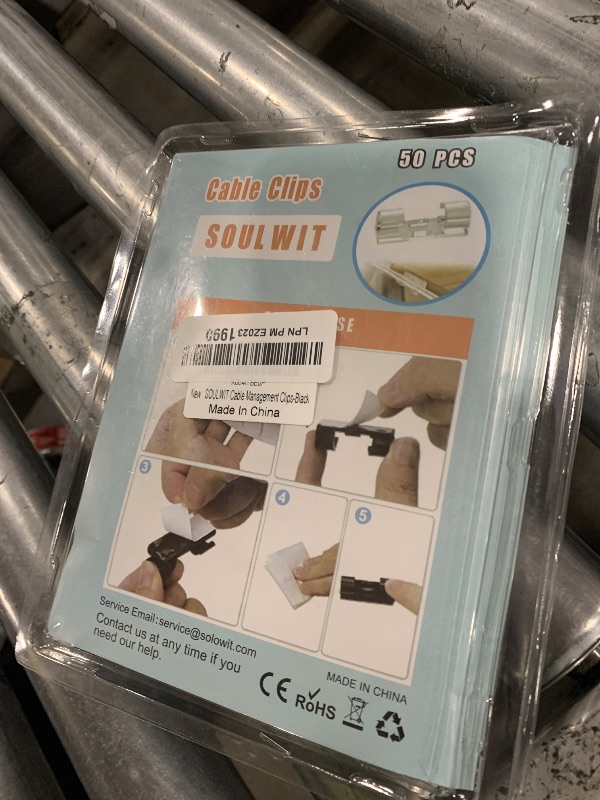 50 PCS
Cable Clips
SOULWIT
SE
LPN PM EZ023 1990
New SOULWIT Cable Management Clips-Black
Made In China
3
4
5
Service Email:service@solowit.com
Contact us at any time if you
need our help.
MADE IN CHINA
CE
RoHS